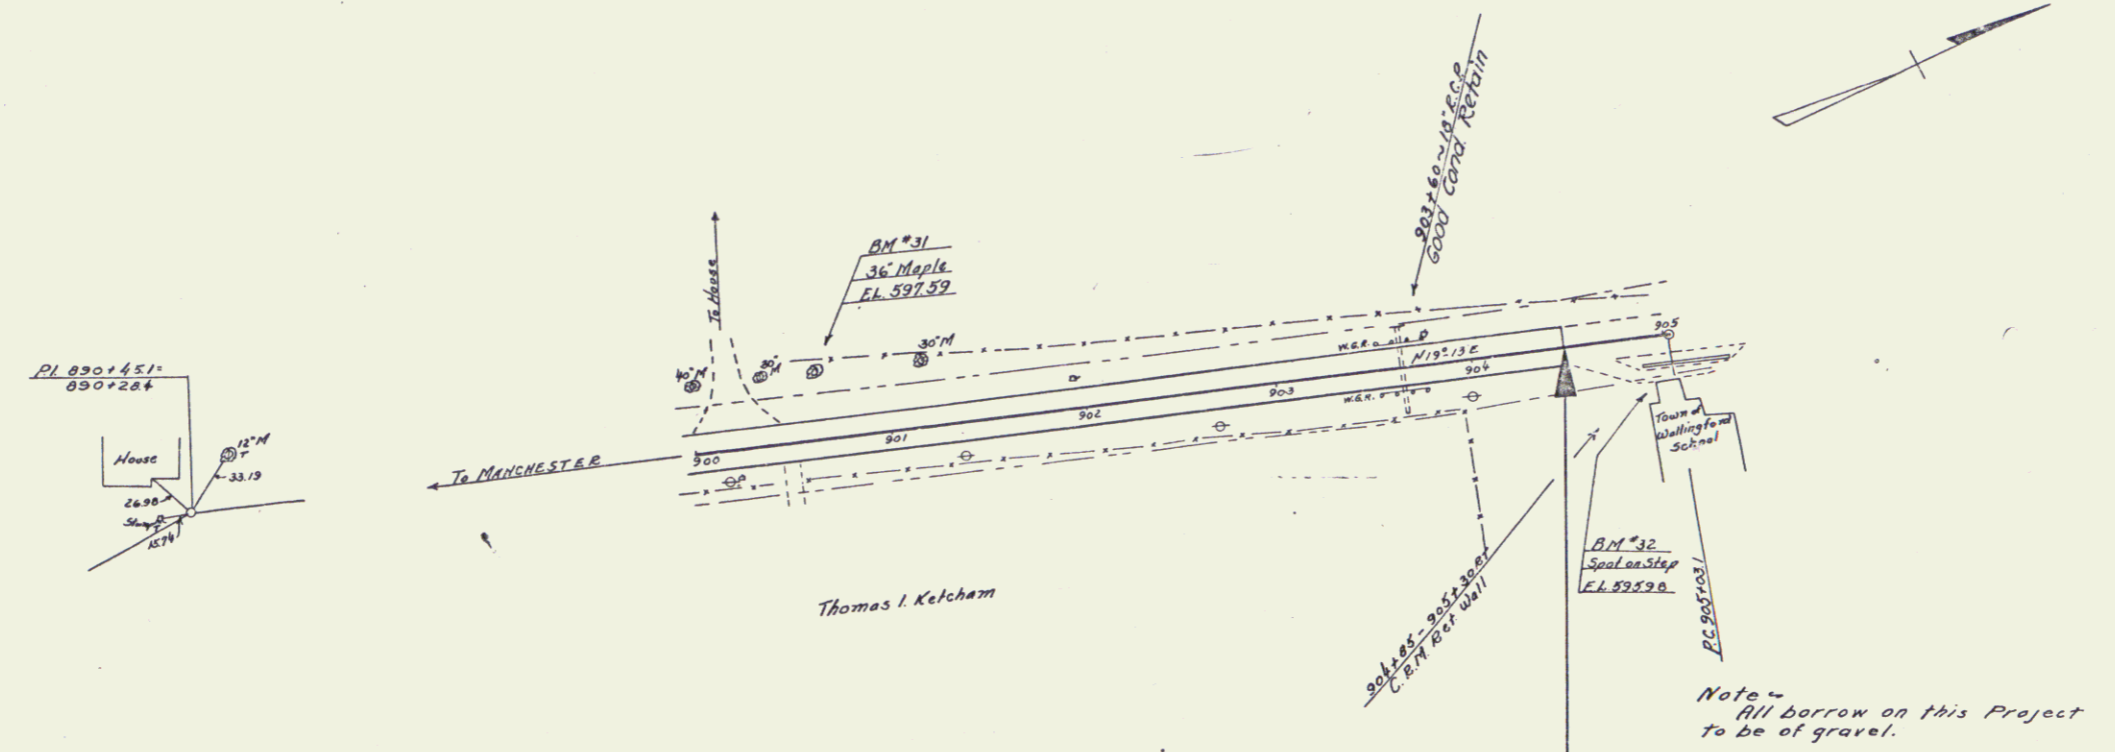 P.I. 890+45.1=
890+28.4
House
12" M
T
33.19
26.98
T
15.74
To MANCHESTER
To House
BM #31
36" Maple
EL. 597.59
40" M
30" M
30" M
900
901
902
903
904
905
W.G.R.
W.G.R.
N19°-13'E
903+60 ~ 18" R.C.P.
Good Cond. Retain
Town of
Wallingford
School
BM #32
Spot on Step
EL 595.98
904+85 - 905+30 Rt
C.R.M. Ret. Wall
P.C. 905+03.1
Thomas I. Ketcham
Note ~
All borrow on this Project
to be of gravel.